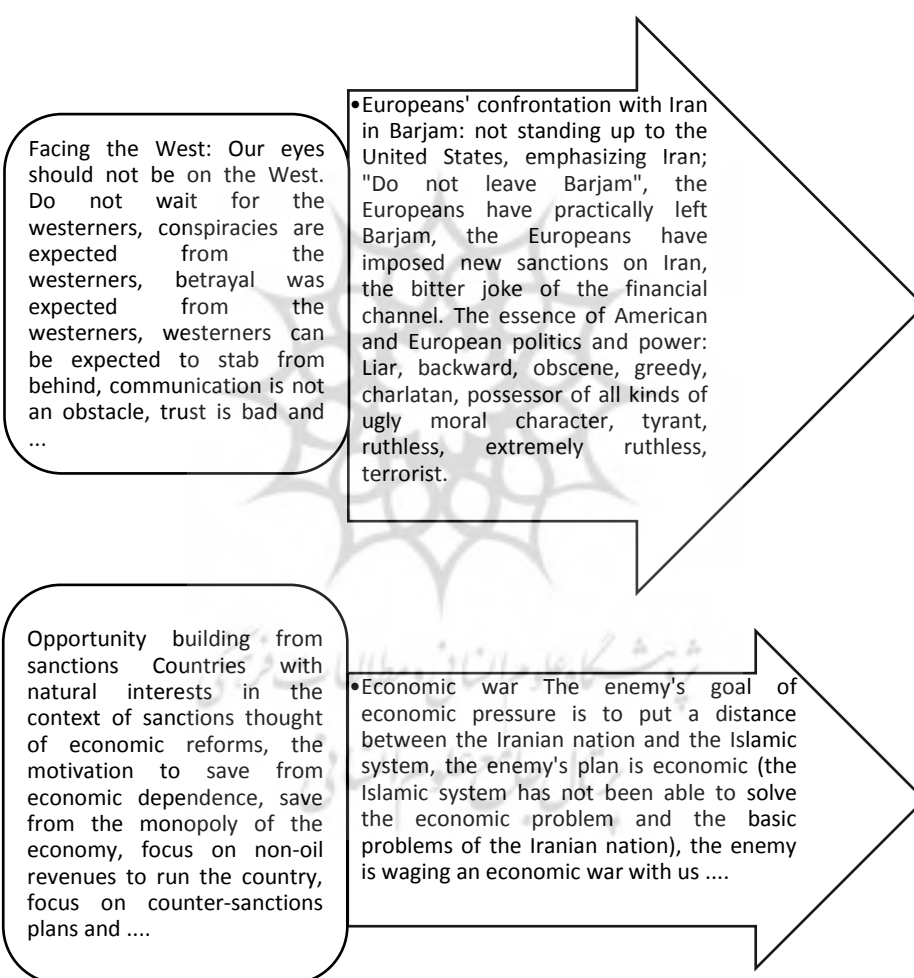 Facing the West: Our eyes
should not be on the West.
Do not wait for the
westerners, conspiracies are
expected from the
westerners, betrayal was
expected from the
westerners, westerners can
be expected to stab from
behind, communication is not
an obstacle, trust is bad and
...
•Europeans' confrontation with Iran
in Barjam: not standing up to the
United States, emphasizing Iran;
"Do not leave Barjam", the
Europeans have practically left
Barjam, the Europeans have
imposed new sanctions on Iran,
the bitter joke of the financial
channel. The essence of American
and European politics and power:
Liar, backward, obscene, greedy,
charlatan, possessor of all kinds of
ugly moral character, tyrant,
ruthless, extremely ruthless,
terrorist.
Opportunity building from
sanctions Countries with
natural interests in the
context of sanctions thought
of economic reforms, the
motivation to save from
economic dependence, save
from the monopoly of the
economy, focus on non-oil
revenues to run the country,
focus on counter-sanctions
plans and ....
•Economic war The enemy's goal of
economic pressure is to put a distance
between the Iranian nation and the Islamic
system, the enemy's plan is economic (the
Islamic system has not been able to solve
the economic problem and the basic
problems of the Iranian nation), the enemy
is waging an economic war with us ....
پژوهشگاه علوم انسانی و مطالعات فرهنگی
پرتال جامع علوم انسانی